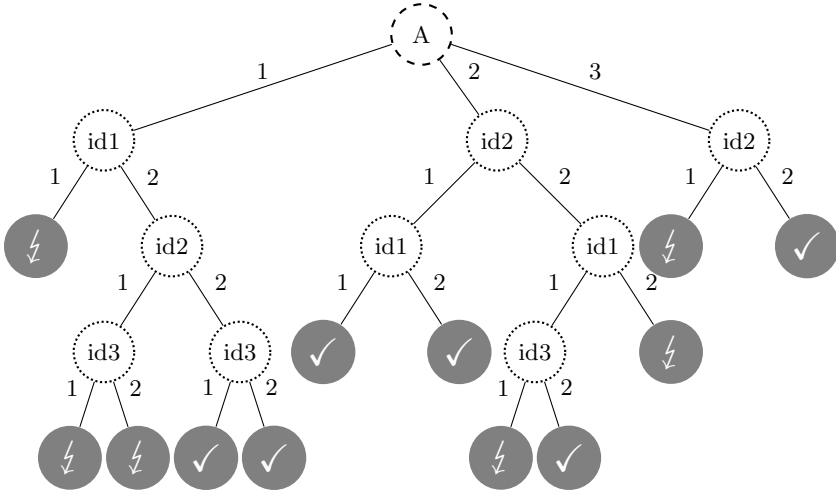 A
1 2 3
id1 id2 id2
1 2 1 2 1 2
id2 id1 id1 ✓
1 2 1 2 1 2
id3 id3 ✓ ✓ id3
1 2 1 2 1 2
✓ ✓ ✓